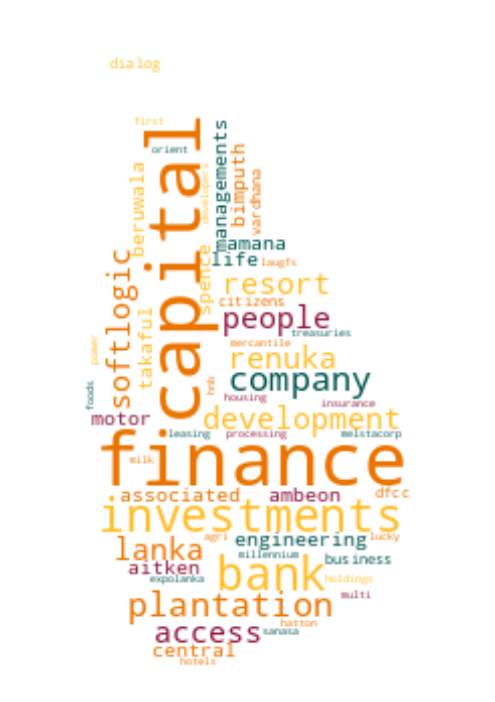 dialog
first
orient
capital
managements
bimputh
vardhana
beruwala
developers
amana
life
laugfs
softlogic
spence
resort
citizens
people
treasuries
takaful
power
mercantile
renuka
company
hnb
foods
housing
insurance
motor
development
leasing
processing
melstacorp
finance
milk
associated
ambeon
dfcc
investments
agri
engineering
lucky
lanka
millennium
business
aitken
bank
expolanka
holdings
multi
plantation
hatton
access
sanasa
central
hotels